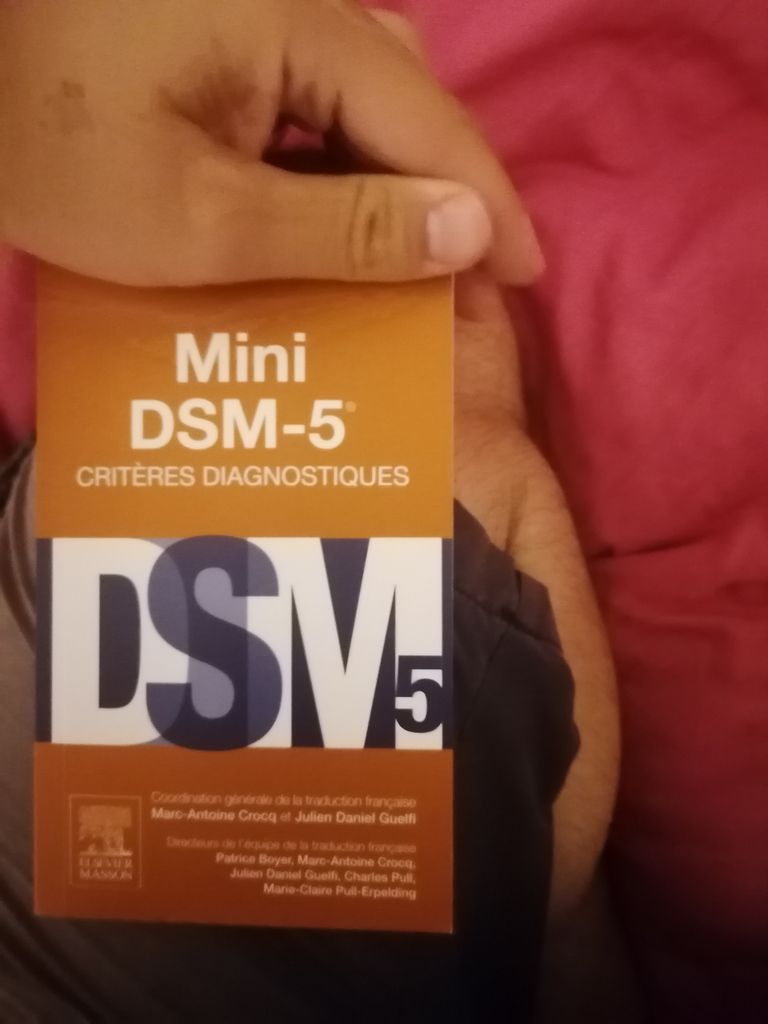 Mini
DSM-5®
CRITÈRES DIAGNOSTIQUES
DSM
5
Coordination générale de la traduction française
Marc-Antoine Crocq et Julien Daniel Guelfi
Directeurs de l'équipe de la traduction française
Patrice Boyer, Marc-Antoine Crocq,
Julien Daniel Guelfi, Charles Pull,
Marie-Claire Pull-Erpelding
ELSEVIER
MASSON